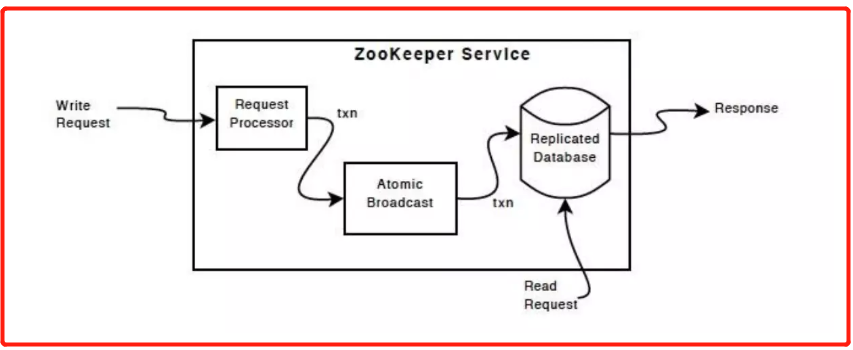 ZooKeeper Service
Write
Request
Request
Processor
txn
Atomic
Broadcast
txn
Replicated
Database
Response
Read
Request